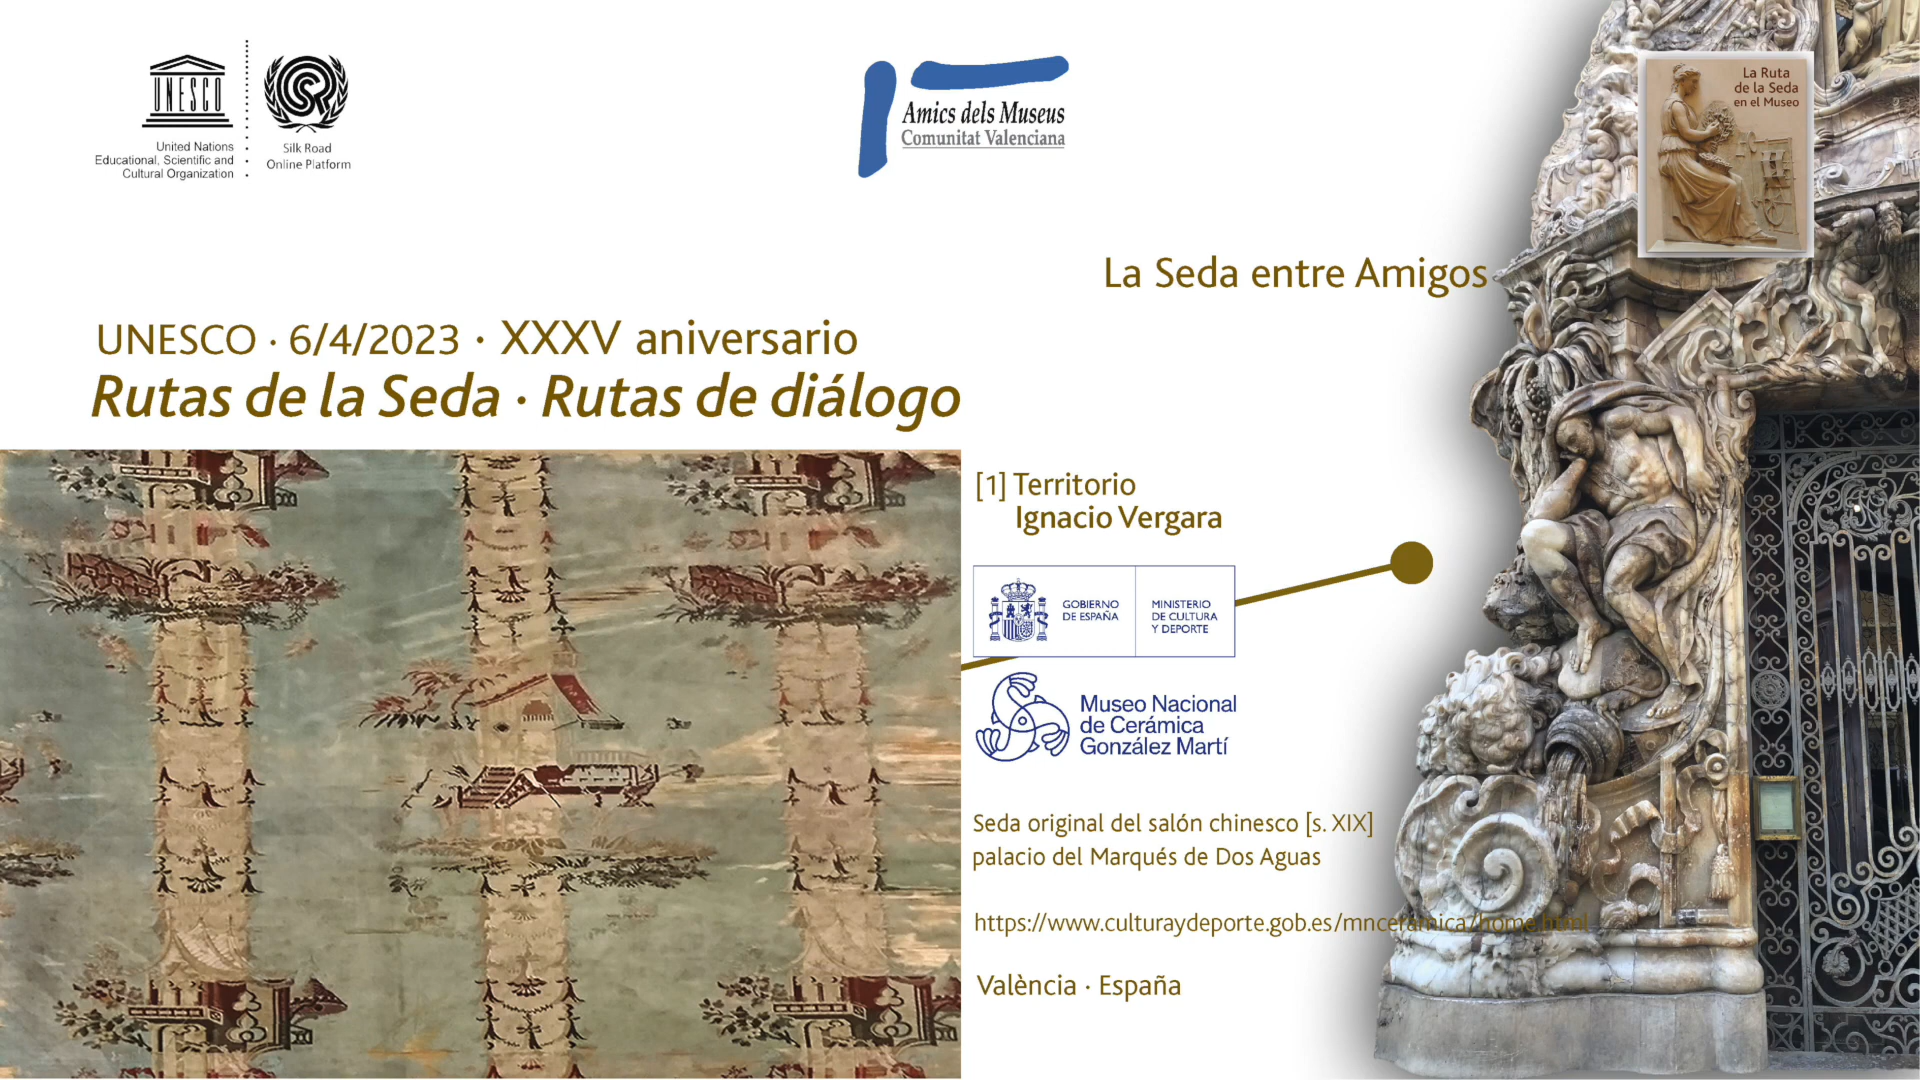 UNESCO
United Nations
Educational, Scientific and
Cultural Organization
Silk Road
Online Platform
Amics dels Museus
Comunitat Valenciana
La Ruta
de la Seda
en el Museo
La Seda entre Amigos
UNESCO · 6/4/2023 · XXXV aniversario
Rutas de la Seda · Rutas de diálogo
[1] Territorio
Ignacio Vergara
GOBIERNO
DE ESPAÑA
MINISTERIO
DE CULTURA
Y DEPORTE
Museo Nacional
de Cerámica
González Martí
Seda original del salón chinesco [s. XIX]
palacio del Marqués de Dos Aguas
https://www.culturaydeporte.gob.es/mnceramica/home.html
València · España